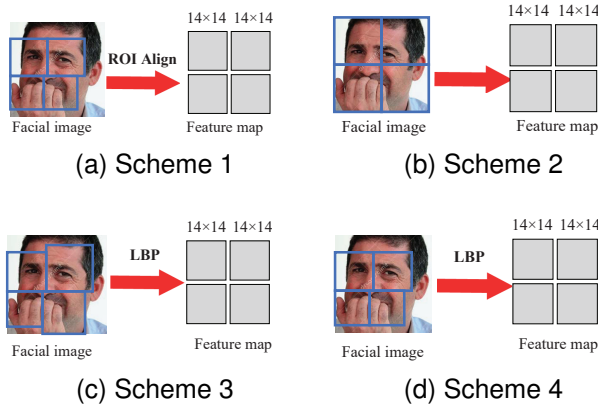 14×14 14×14
ROI Align
Facial image
Feature map
(a) Scheme 1
14×14 14×14
Facial image
Feature map
(b) Scheme 2
14×14 14×14
LBP
Facial image
Feature map
(c) Scheme 3
14×14 14×14
LBP
Facial image
Feature map
(d) Scheme 4